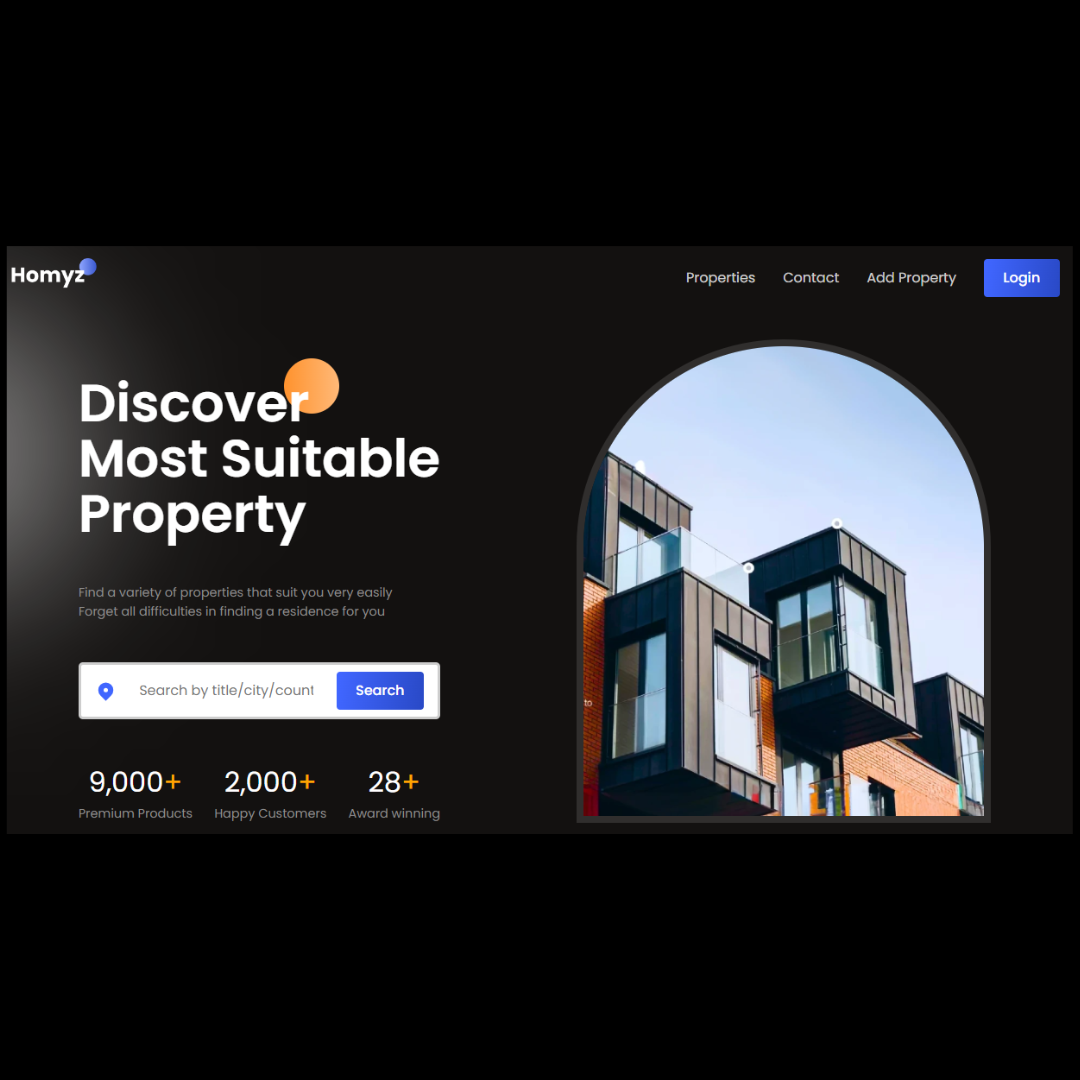 Homyz
Properties
Contact
Add Property
Login
Discover
Most Suitable
Property
Find a variety of properties that suit you very easily
Forget all difficulties in finding a residence for you
Search by title/city/count
Search
9,000+
2,000+
28+
Premium Products
Happy Customers
Award winning
to